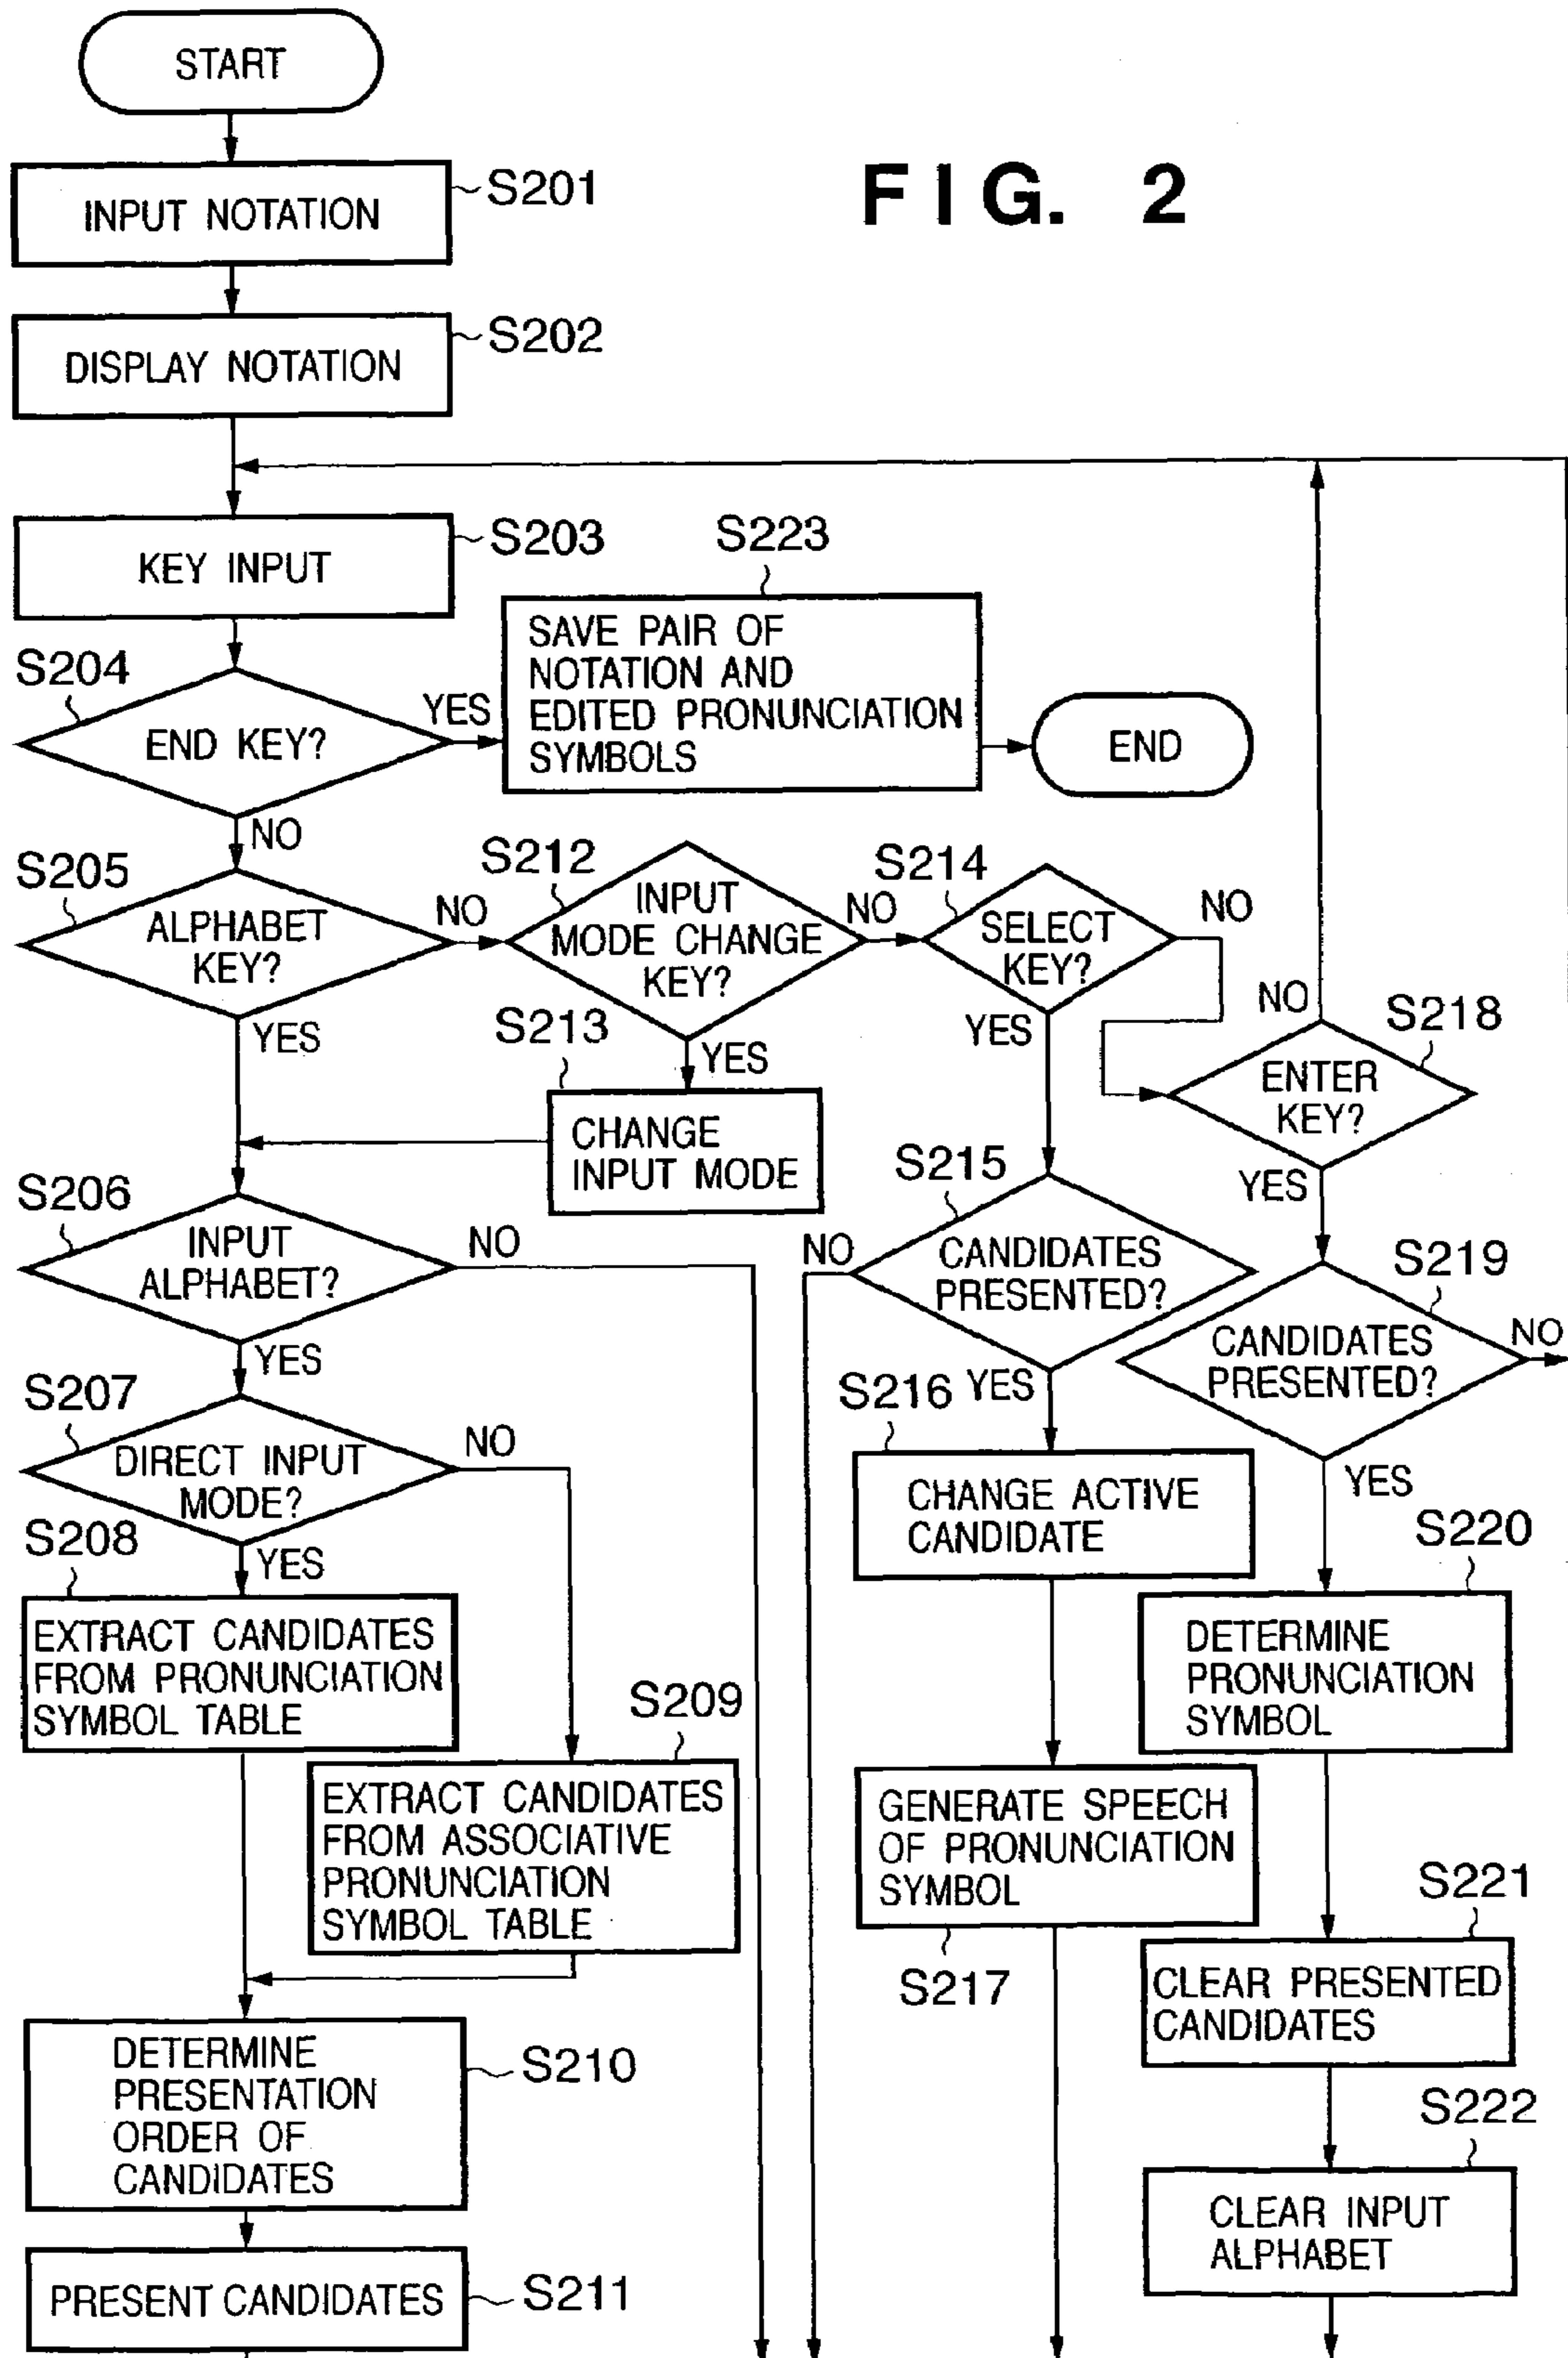 FIG. 2
START
S201
INPUT NOTATION
S202
DISPLAY NOTATION
S203
KEY INPUT
S223
SAVE PAIR OF
NOTATION AND
EDITED PRONUNCIATION
SYMBOLS
END
S204
END KEY?
YES
NO
S205
ALPHABET
KEY?
NO
YES
S212
INPUT
MODE CHANGE
KEY?
NO
YES
S213
CHANGE
INPUT MODE
S214
SELECT
KEY?
NO
YES
S218
ENTER
KEY?
NO
YES
S206
INPUT
ALPHABET?
NO
YES
S215
CANDIDATES
PRESENTED?
NO
YES
S219
CANDIDATES
PRESENTED?
NO
YES
S207
DIRECT INPUT
MODE?
NO
YES
S208
EXTRACT CANDIDATES
FROM PRONUNCIATION
SYMBOL TABLE
S209
EXTRACT CANDIDATES
FROM ASSOCIATIVE
PRONUNCIATION
SYMBOL TABLE
S210
DETERMINE
PRESENTATION
ORDER OF
CANDIDATES
S211
PRESENT CANDIDATES
S216
CHANGE ACTIVE
CANDIDATE
GENERATE SPEECH
OF PRONUNCIATION
SYMBOL
S217
S220
DETERMINE
PRONUNCIATION
SYMBOL
S221
CLEAR PRESENTED
CANDIDATES
S222
CLEAR INPUT
ALPHABET